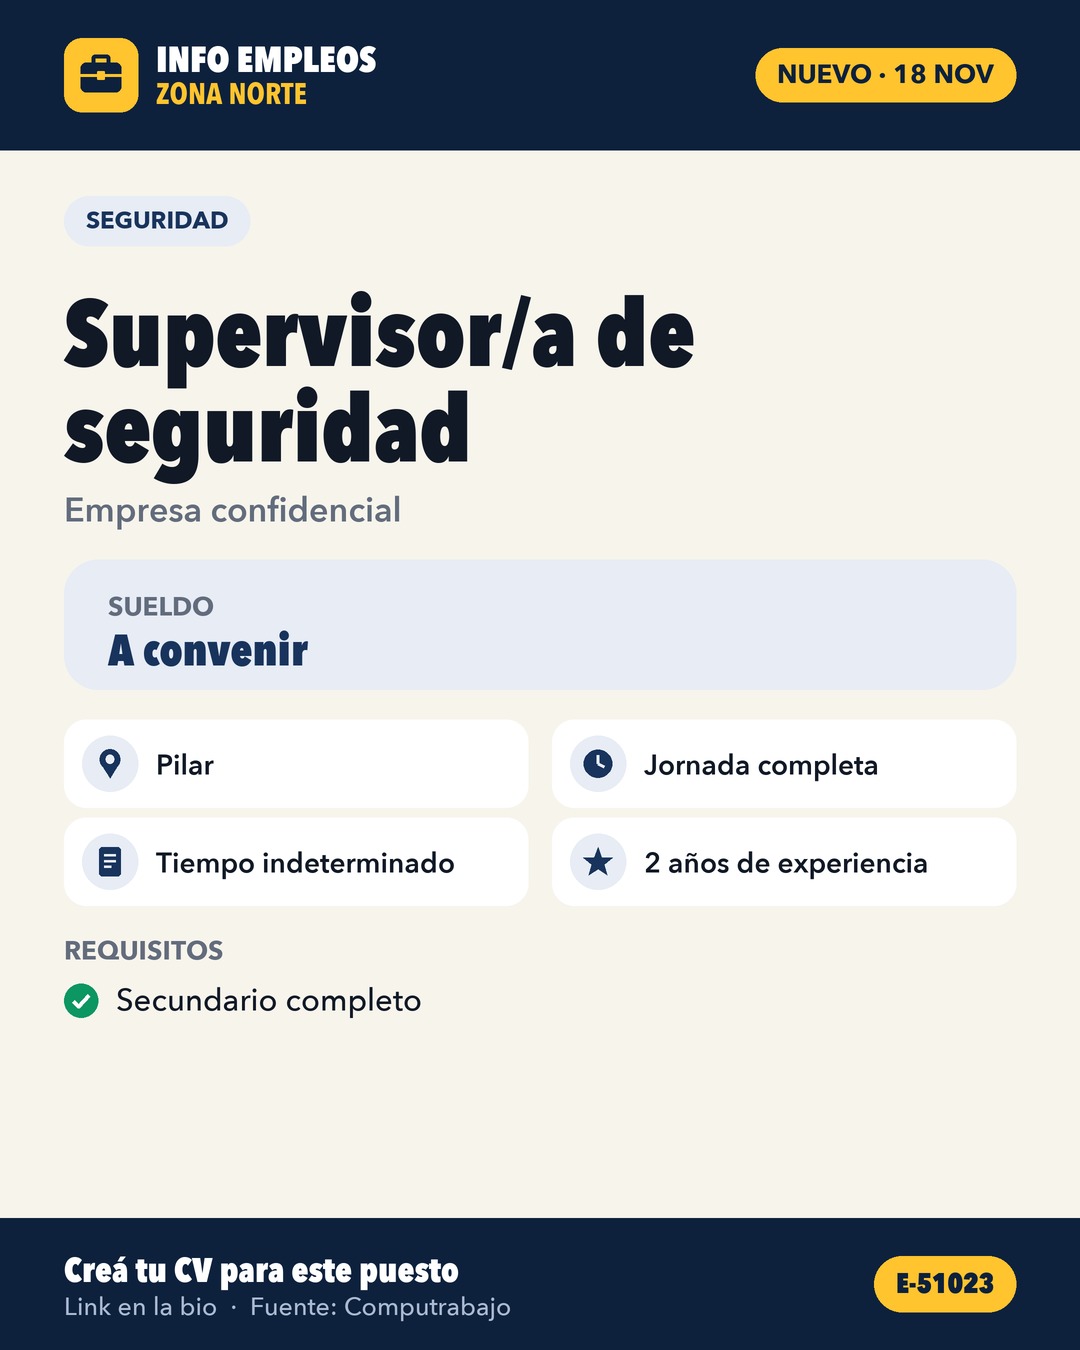 INFO EMPLEOS
ZONA NORTE
NUEVO · 18 NOV
SEGURIDAD
Supervisor/a de
seguridad
Empresa confidencial
SUELDO
A convenir
Pilar
Jornada completa
Tiempo indeterminado
2 años de experiencia
REQUISITOS
Secundario completo
Creá tu CV para este puesto
Link en la bio · Fuente: Computrabajo
E-51023